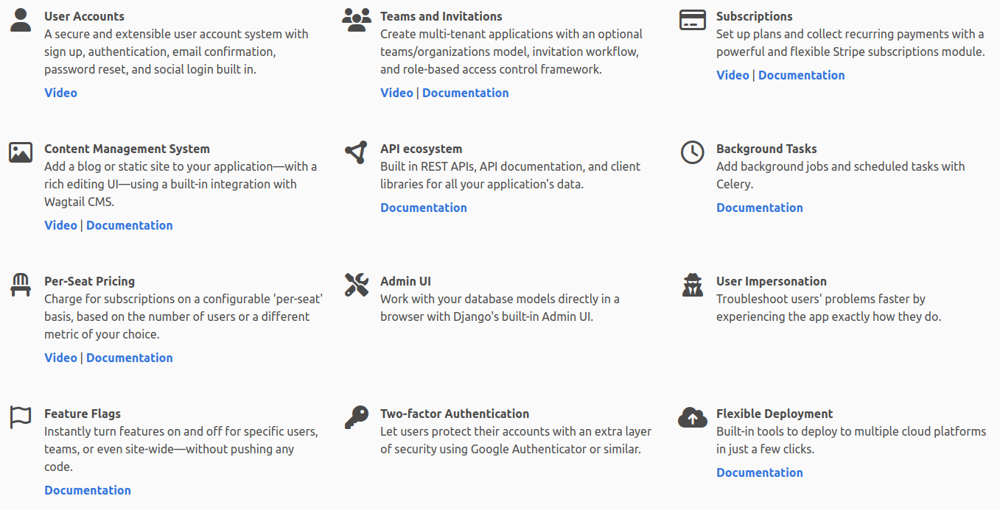 User Accounts
A secure and extensible user account system with
sign up, authentication, email confirmation,
password reset, and social login built in.
Video
Teams and Invitations
Create multi-tenant applications with an optional
teams/organizations model, invitation workflow,
and role-based access control framework.
Video | Documentation
Subscriptions
Set up plans and collect recurring payments with a
powerful and flexible Stripe subscriptions module.
Video | Documentation
Content Management System
Add a blog or static site to your application—with a
rich editing UI—using a built-in integration with
Wagtail CMS.
Video | Documentation
API ecosystem
Built in REST APIs, API documentation, and client
libraries for all your application's data.
Documentation
Background Tasks
Add background jobs and scheduled tasks with
Celery.
Documentation
Per-Seat Pricing
Charge for subscriptions on a configurable 'per-seat'
basis, based on the number of users or a different
metric of your choice.
Video | Documentation
Admin UI
Work with your database models directly in a
browser with Django's built-in Admin UI.
User Impersonation
Troubleshoot users' problems faster by
experiencing the app exactly how they do.
Feature Flags
Instantly turn features on and off for specific users,
teams, or even site-wide—without pushing any
code.
Documentation
Two-factor Authentication
Let users protect their accounts with an extra layer
of security using Google Authenticator or similar.
Flexible Deployment
Built-in tools to deploy to multiple cloud platforms
in just a few clicks.
Documentation